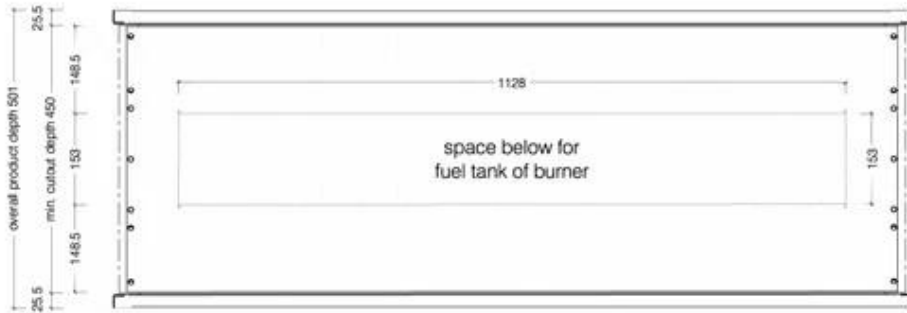 overall product depth 501
25.5
min. cutout depth 450
25.5
148.5
153
148.5
1128
space below for
fuel tank of burner
153